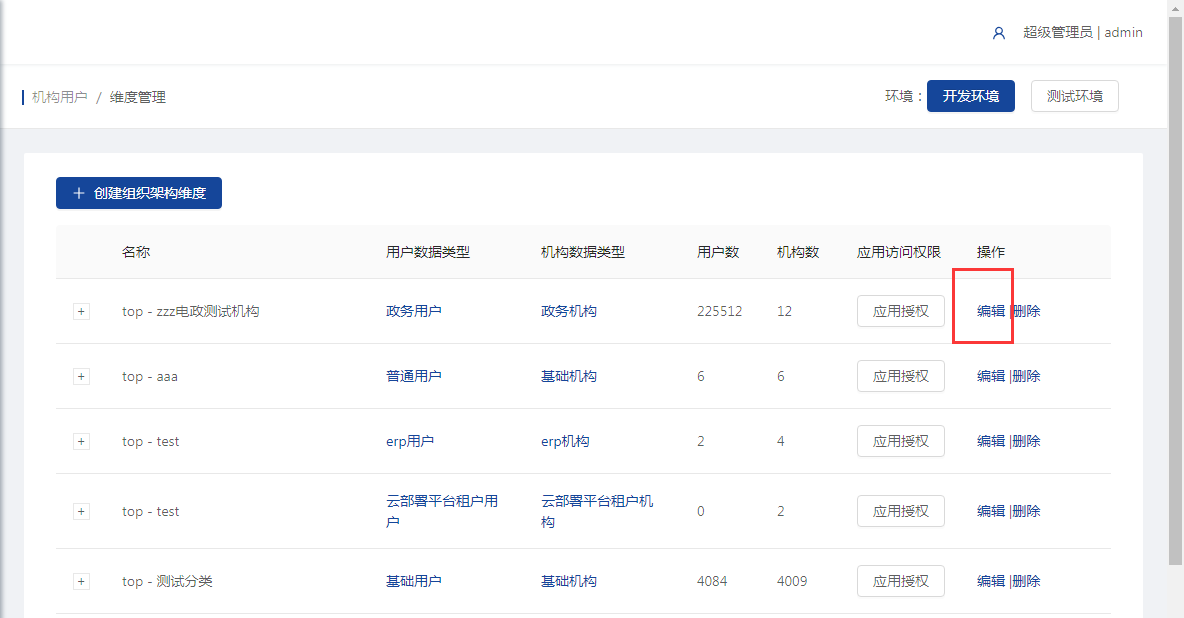 超级管理员 | admin
机构用户 / 维度管理
环境：
开发环境
测试环境
+ 创建组织架构维度
名称 用户数据类型 机构数据类型 用户数 机构数 应用访问权限 操作
+ top - zzz电政测试机构 政务用户 政务机构 225512 12 应用授权 编辑 |删除
+ top - aaa 普通用户 基础机构 6 6 应用授权 编辑 |删除
+ top - test erp用户 erp机构 2 4 应用授权 编辑 |删除
+ top - test 云部署平台租户用户 云部署平台租户机构 0 2 应用授权 编辑 |删除
+ top - 测试分类 基础用户 基础机构 4084 4009 应用授权 编辑 |删除